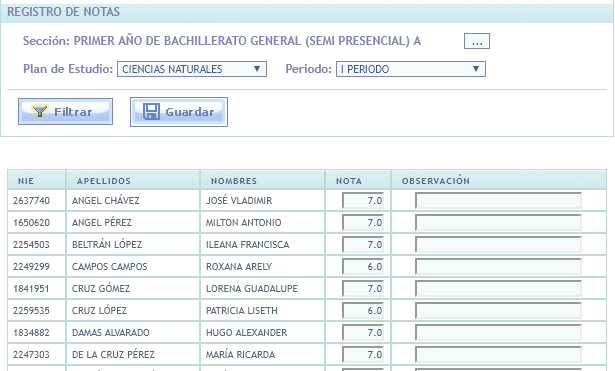 REGISTRO DE NOTAS
Sección: PRIMER AÑO DE BACHILLERATO GENERAL (SEMI PRESENCIAL) A ...
Plan de Estudio: CIENCIAS NATURALES Periodo: I PERIODO
Filtrar Guardar
NIE APELLIDOS NOMBRES NOTA OBSERVACIÓN
2637740 ANGEL CHÁVEZ JOSÉ VLADIMIR 7.0
1650620 ANGEL PÉREZ MILTON ANTONIO 7.0
2254503 BELTRÁN LÓPEZ ILEANA FRANCISCA 7.0
2249299 CAMPOS CAMPOS ROXANA ARELY 6.0
1841951 CRUZ GÓMEZ LORENA GUADALUPE 7.0
2259535 CRUZ LÓPEZ PATRICIA LISETH 6.0
1834882 DAMAS ALVARADO HUGO ALEXANDER 7.0
2247303 DE LA CRUZ PÉREZ MARÍA RICARDA 7.0